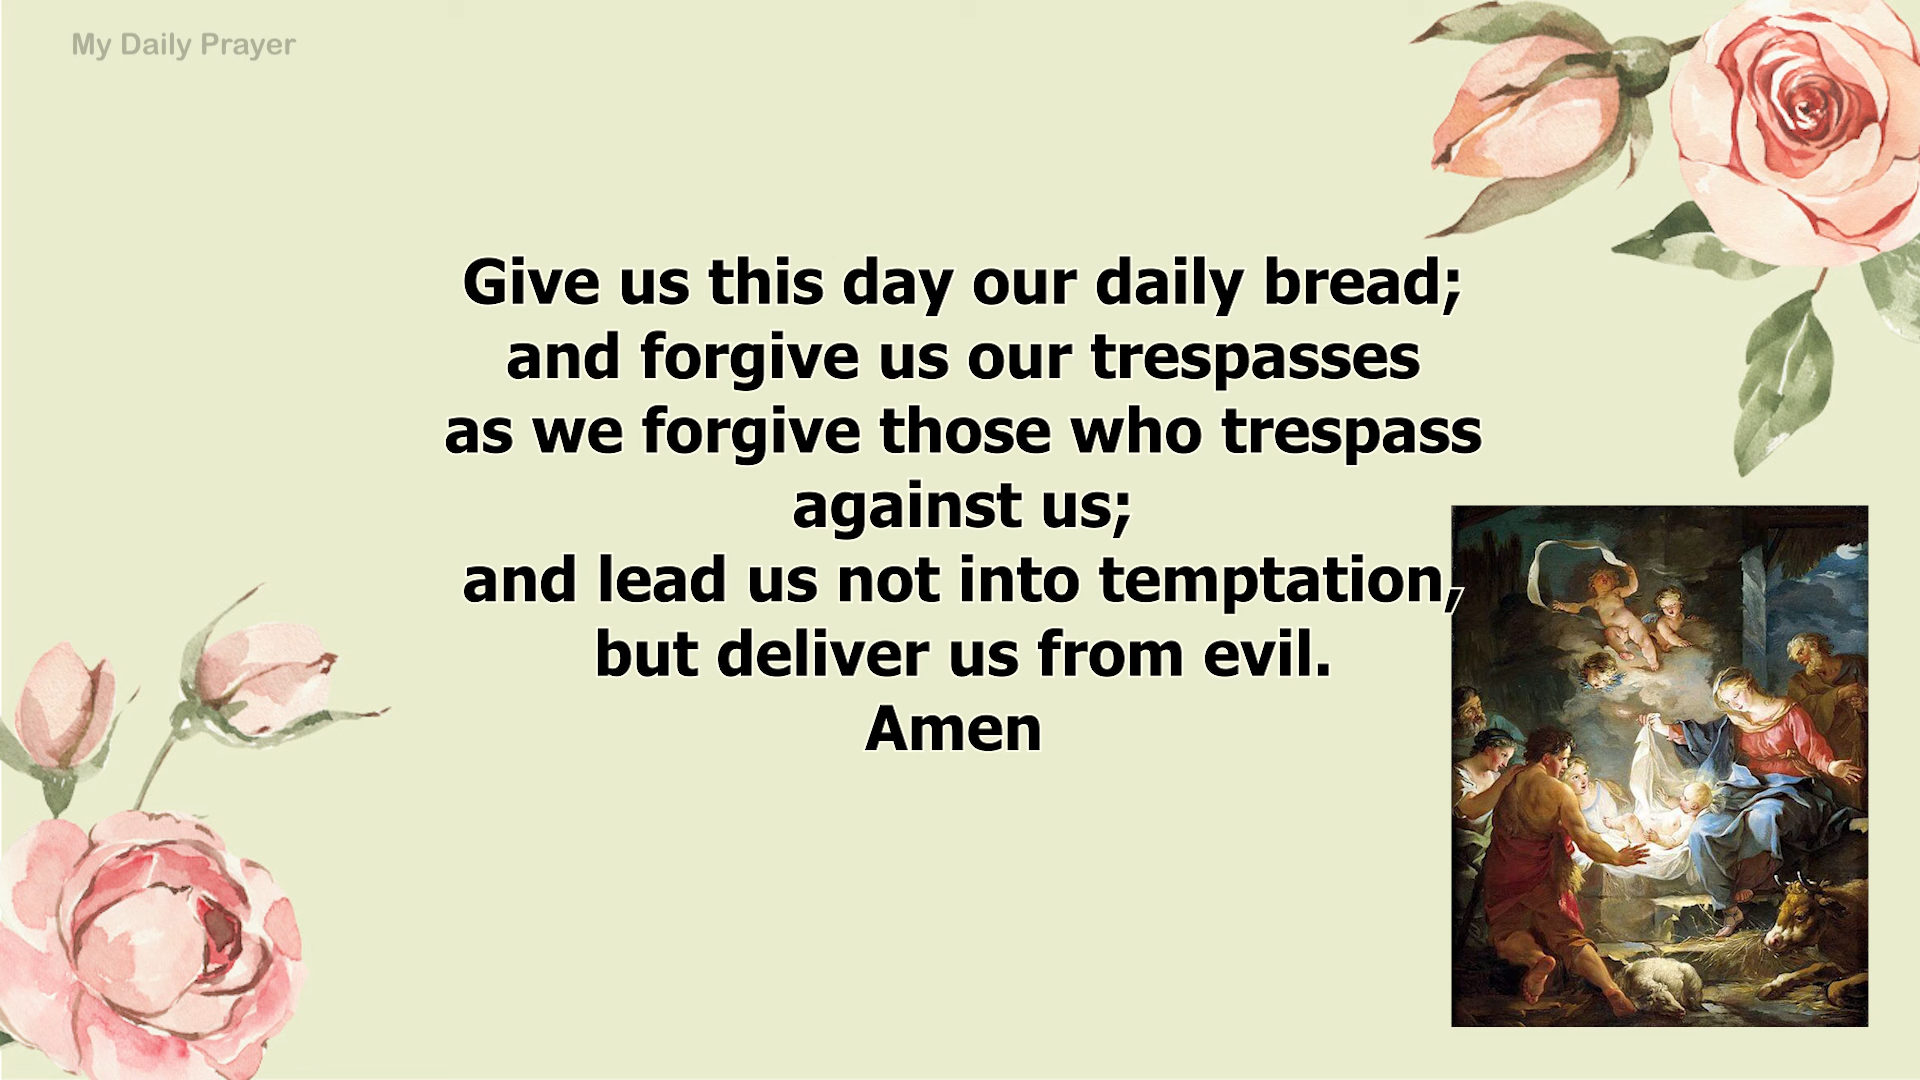 My Daily Prayer
Give us this day our daily bread;
and forgive us our trespasses
as we forgive those who trespass
against us;
and lead us not into temptation,
but deliver us from evil.
Amen